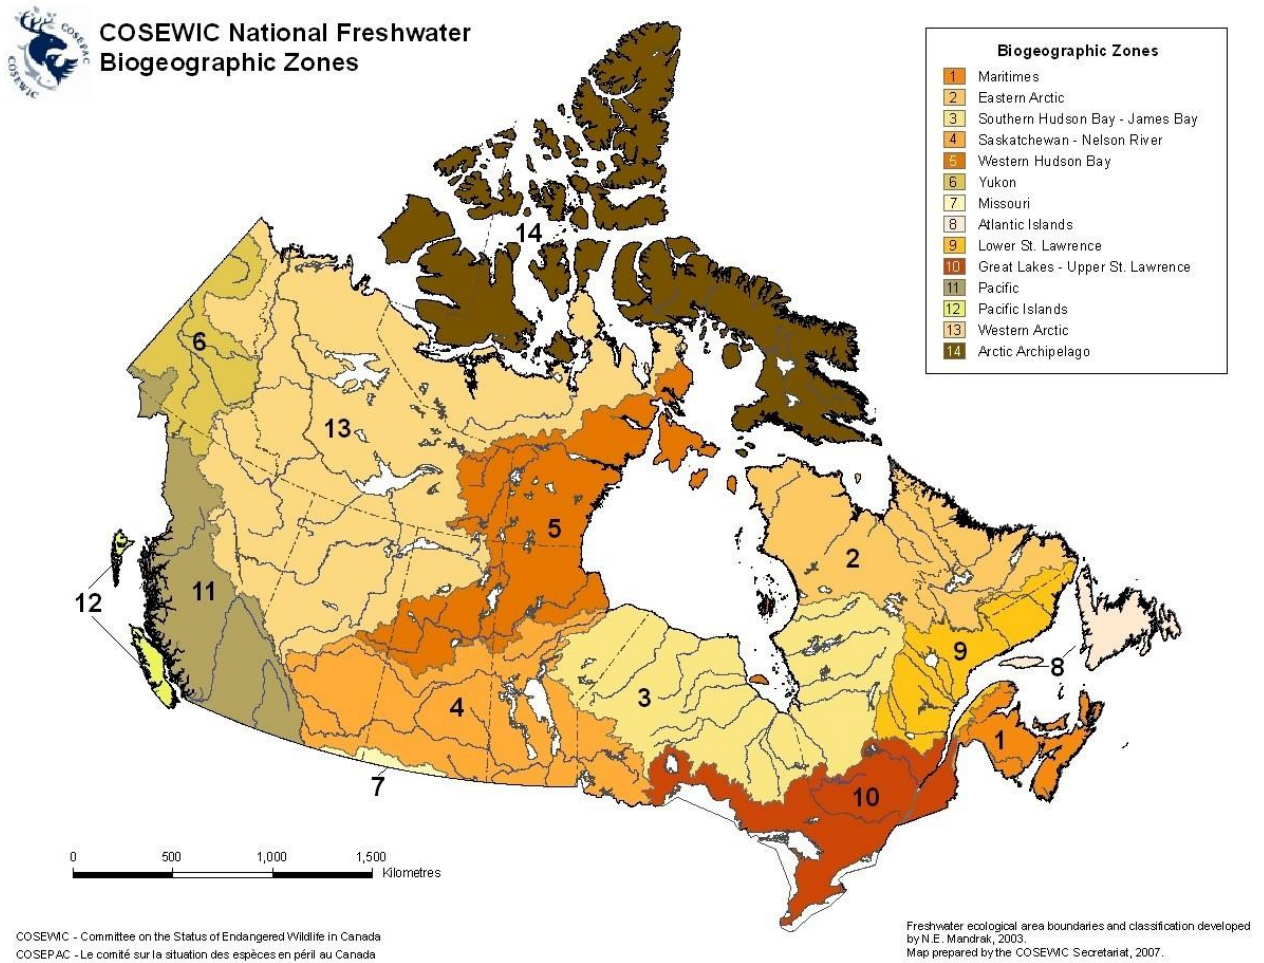 COSEWIC COSEPAC
COSEWIC National Freshwater
Biogeographic Zones
Biogeographic Zones
1 Maritimes
2 Eastern Arctic
3 Southern Hudson Bay - James Bay
4 Saskatchewan - Nelson River
5 Western Hudson Bay
6 Yukon
7 Missouri
8 Atlantic Islands
9 Lower St. Lawrence
10 Great Lakes - Upper St. Lawrence
11 Pacific
12 Pacific Islands
13 Western Arctic
14 Arctic Archipelago
14
6
13
5
2
11
12
9
8
3
4
1
7
10
0 500 1,000 1,500
Kilometres
COSEWIC - Committee on the Status of Endangered Wildlife in Canada
COSEPAC - Le comité sur la situation des espèces en péril au Canada
Freshwater ecological area boundaries and classification developed
by N.E. Mandrak, 2003.
Map prepared by the COSEWIC Secretariat, 2007.